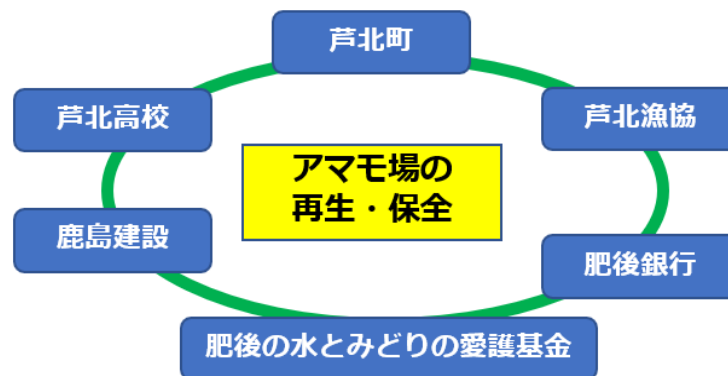 芦北町
芦北高校
芦北漁協
アマモ場の
再生・保全
鹿島建設
肥後銀行
肥後の水とみどりの愛護基金